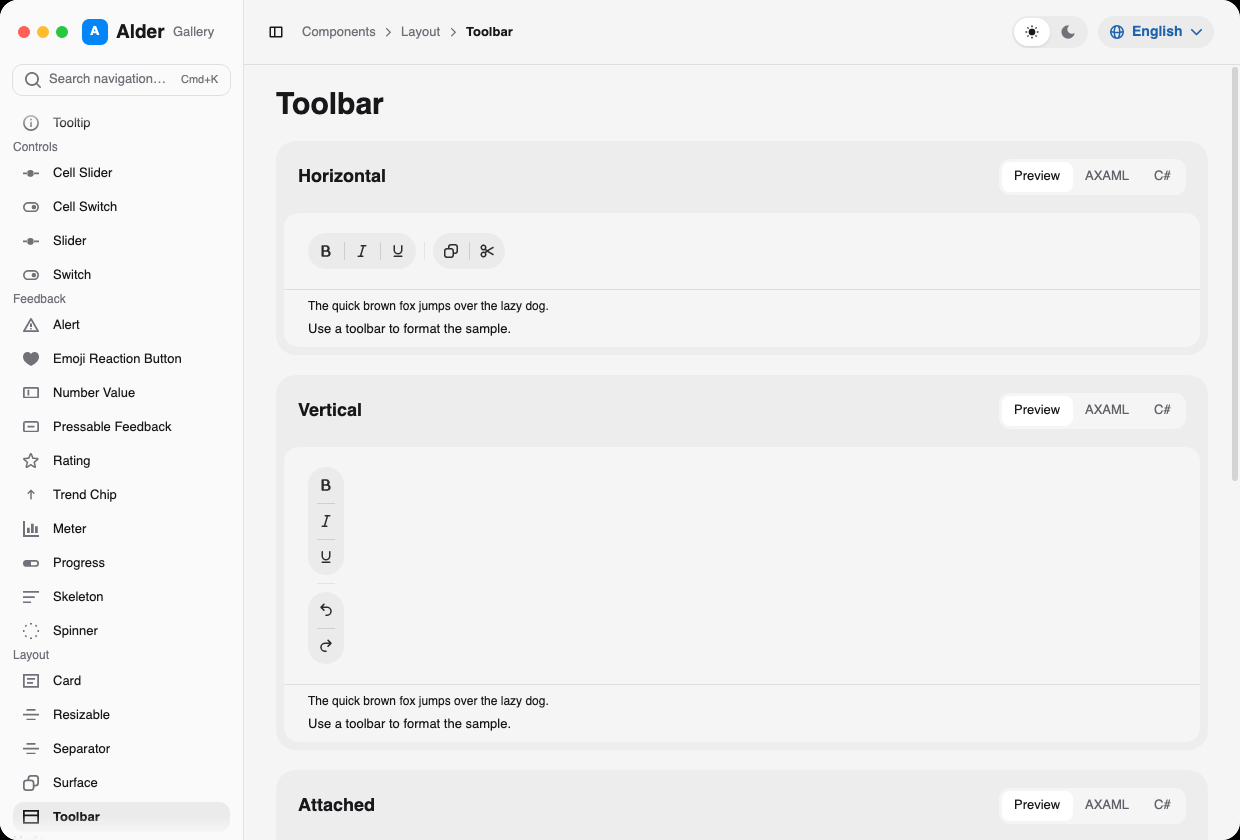 A Alder Gallery
Search navigation… Cmd+K
Tooltip
Controls
Cell Slider
Cell Switch
Slider
Switch
Feedback
Alert
Emoji Reaction Button
Number Value
Pressable Feedback
Rating
Trend Chip
Meter
Progress
Skeleton
Spinner
Layout
Card
Resizable
Separator
Surface
Toolbar
Components Layout Toolbar
English
Toolbar
Horizontal
Preview AXAML C#
B I U
The quick brown fox jumps over the lazy dog.
Use a toolbar to format the sample.
Vertical
Preview AXAML C#
B
I
U
The quick brown fox jumps over the lazy dog.
Use a toolbar to format the sample.
Attached
Preview AXAML C#